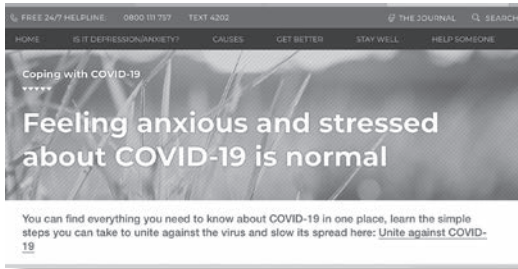 FREE 24/7 HELPLINE: 0800 111 757 TEXT 4202 THE JOURNAL SEARCH
HOME IS IT DEPRESSION/ANXIETY? CAUSES GET BETTER STAY WELL HELP SOMEONE
Coping with COVID-19
Feeling anxious and stressed
about COVID-19 is normal
You can find everything you need to know about COVID-19 in one place, learn the simple
steps you can take to unite against the virus and slow its spread here: Unite against COVID-
19